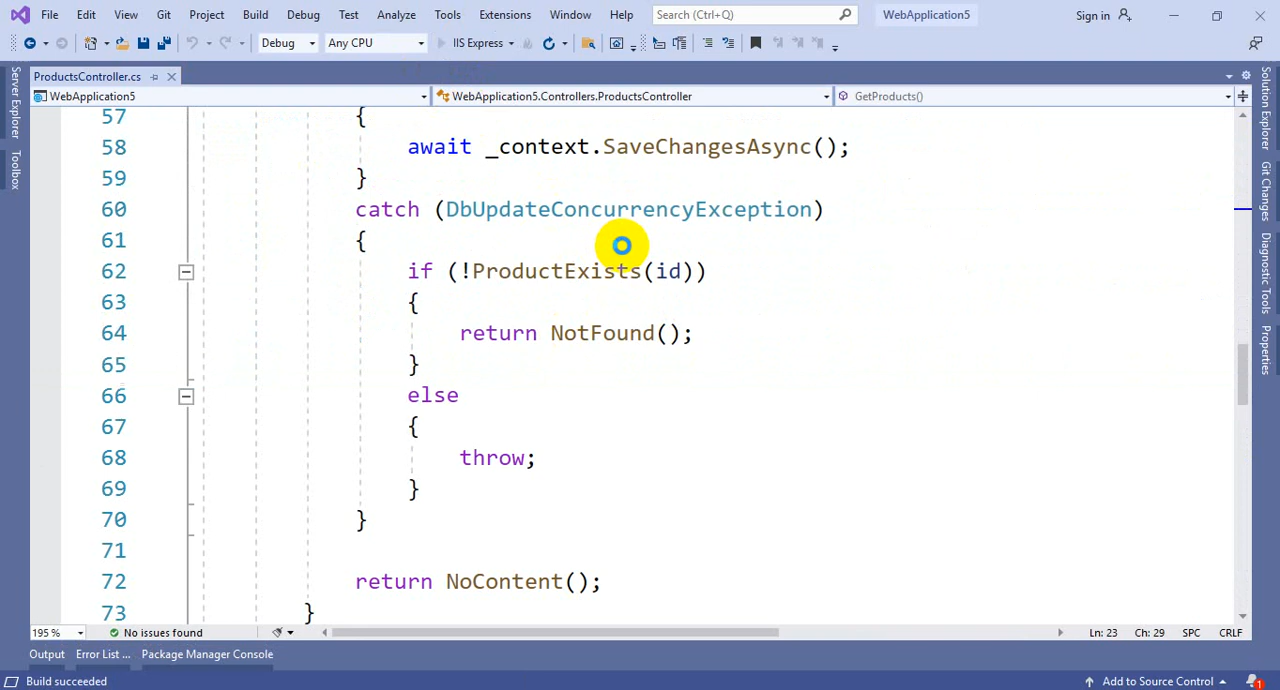 File Edit View Git Project Build Debug Test Analyze Tools Extensions Window Help Search (Ctrl+Q) WebApplication5 Sign in
Debug Any CPU IIS Express
ProductsController.cs
WebApplication5 WebApplication5.Controllers.ProductsController GetProducts()
Server Explorer
Toolbox
57 {
58 await _context.SaveChangesAsync();
59 }
60 catch (DbUpdateConcurrencyException)
61 {
62 if (!ProductExists(id))
63 {
64 return NotFound();
65 }
66 else
67 {
68 throw;
69 }
70 }
71
72 return NoContent();
73 }
Solution Explorer
Git Changes
Diagnostic Tools
Properties
195 % No issues found Ln: 23 Ch: 29 SPC CRLF
Output Error List ... Package Manager Console
Build succeeded Add to Source Control 1